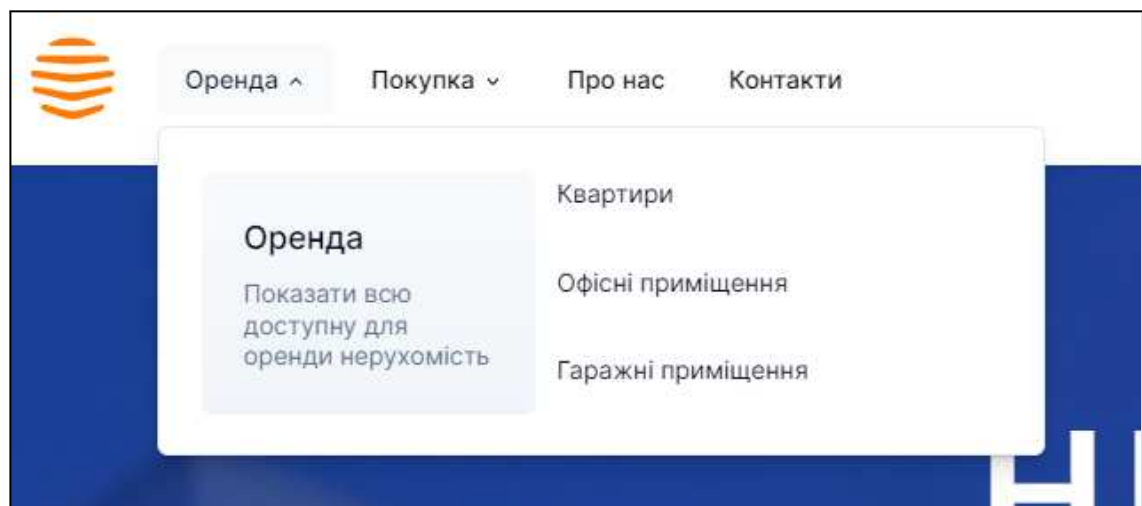 Оренда
Покупка
Про нас
Контакти
Оренда
Показати всю
доступну для
оренди нерухомість
Квартири
Офісні приміщення
Гаражні приміщення